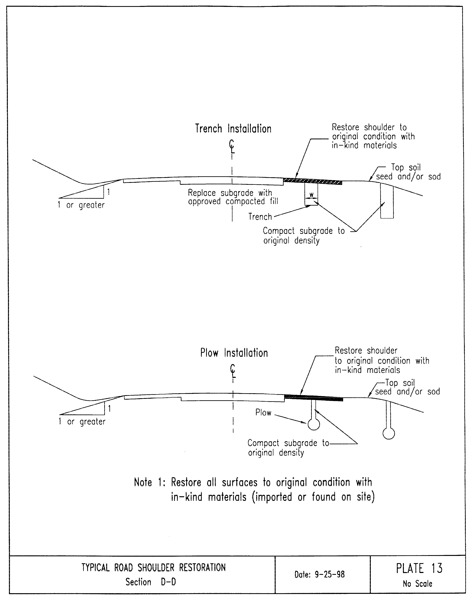 Trench Installation
℄
Restore shoulder to
original condition with
in-kind materials
Top soil
seed and/or sod
1
1 or greater
Replace subgrade with
approved compacted fill
W
Trench
Compact subgrade to
original density
Plow Installation
℄
Restore shoulder
to original condition with
in-kind materials
Top soil
seed and/or sod
1
1 or greater
Plow
Compact subgrade to
original density
Note 1: Restore all surfaces to original condition with
in-kind materials (imported or found on site)
TYPICAL ROAD SHOULDER RESTORATION
Section D-D
Date: 9-25-98
PLATE 13
No Scale